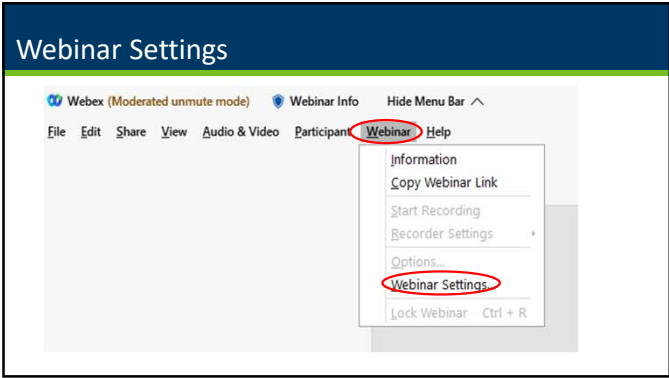 Webinar Settings
Webex (Moderated unmute mode) Webinar Info Hide Menu Bar
File Edit Share View Audio & Video Participant Webinar Help
Information
Copy Webinar Link
Start Recording
Recorder Settings
Options...
Webinar Settings...
Lock Webinar Ctrl + R